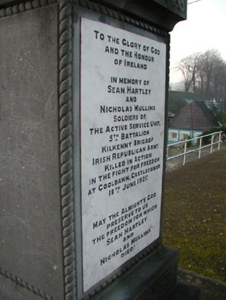 TO THE GLORY OF GOD
AND THE HONOUR
OF IRELAND
IN MEMORY OF
SEAN HARTLEY
AND
NICHOLAS MULLINS
SOLDIERS OF
THE ACTIVE SERVICE UNIT,
5TH BATTALION
KILKENNY BRIGADE
IRISH REPUBLICAN ARMY
KILLED IN ACTION
IN THE FIGHT FOR FREEDOM
AT COOLBAWN, CASTLECOMER
18TH JUNE 1921
MAY THE ALMIGHTY GOD
PRESERVE TO US
THE FREEDOM FOR WHICH
SEAN HARTLEY
AND
NICHOLAS MULLINS
DIED